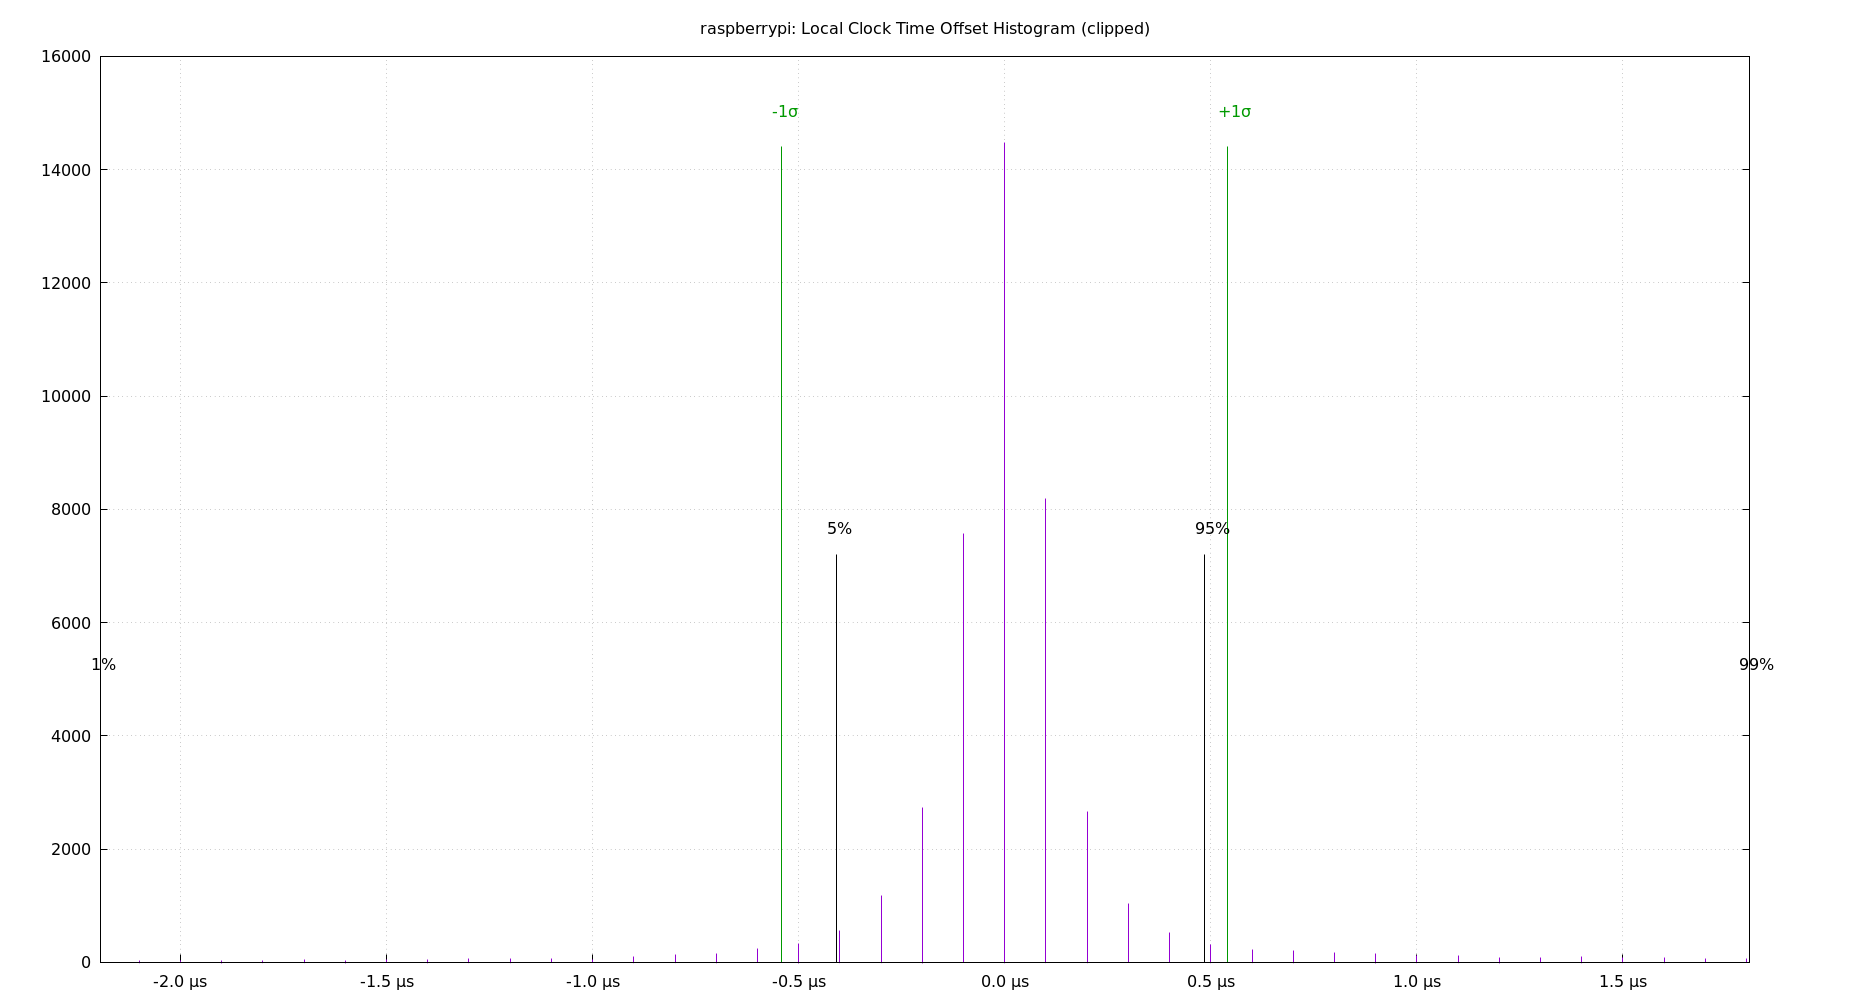 raspberrypi: Local Clock Time Offset Histogram (clipped)
16000
-1σ
+1σ
14000
12000
10000
8000
5%
95%
6000
1%
99%
4000
2000
0
-2.0 µs
-1.5 µs
-1.0 µs
-0.5 µs
0.0 µs
0.5 µs
1.0 µs
1.5 µs